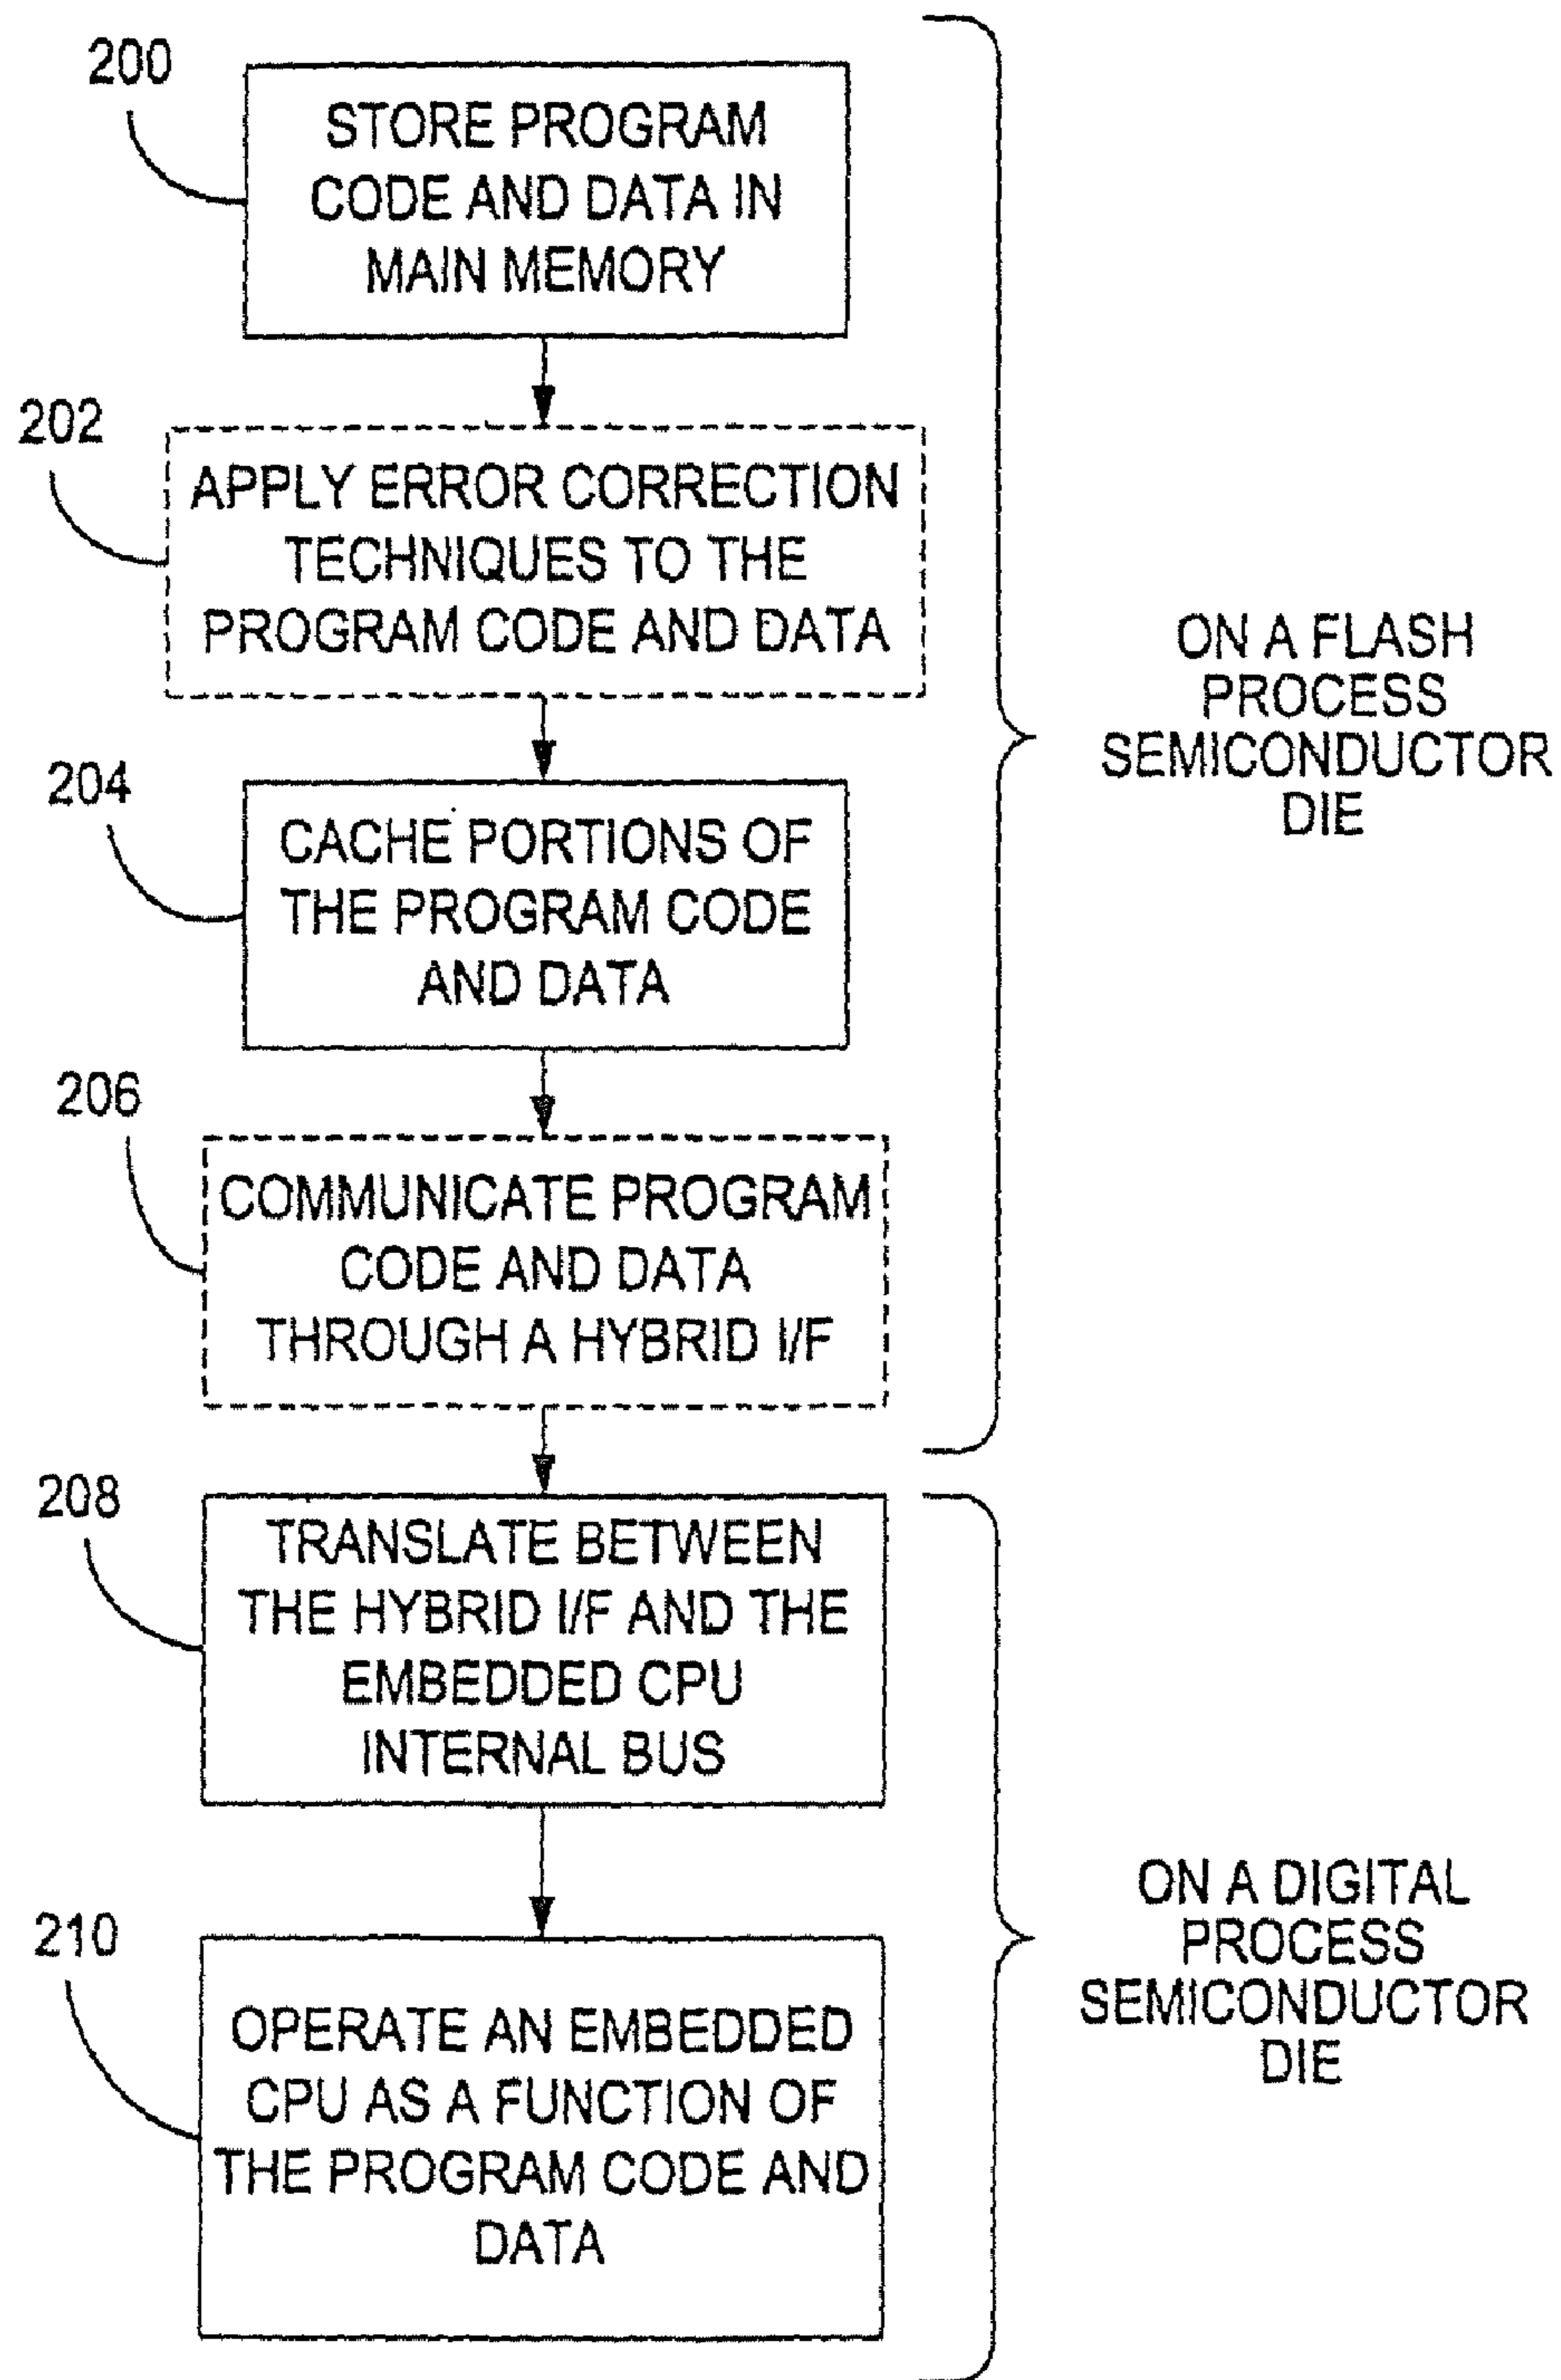 200
STORE PROGRAM
CODE AND DATA IN
MAIN MEMORY
202
APPLY ERROR CORRECTION
TECHNIQUES TO THE
PROGRAM CODE AND DATA
204
CACHE PORTIONS OF
THE PROGRAM CODE
AND DATA
206
COMMUNICATE PROGRAM
CODE AND DATA
THROUGH A HYBRID I/F
ON A FLASH
PROCESS
SEMICONDUCTOR
DIE
208
TRANSLATE BETWEEN
THE HYBRID I/F AND THE
EMBEDDED CPU
INTERNAL BUS
210
OPERATE AN EMBEDDED
CPU AS A FUNCTION OF
THE PROGRAM CODE AND
DATA
ON A DIGITAL
PROCESS
SEMICONDUCTOR
DIE